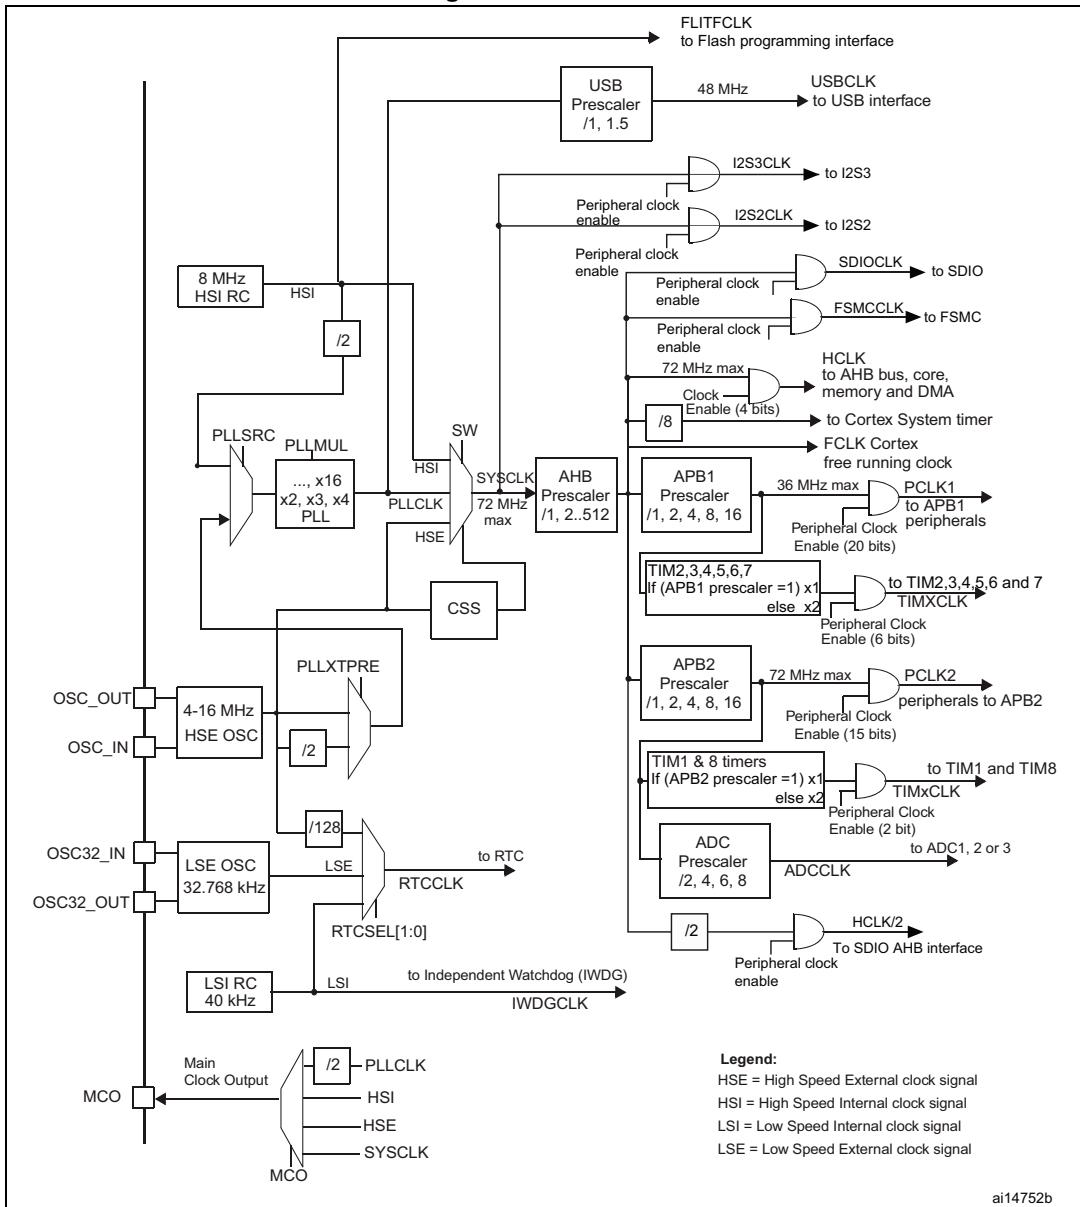 FLITFCLK
to Flash programming interface
USB
Prescaler
/1, 1.5
48 MHz
USBCLK
to USB interface
I2S3CLK
to I2S3
Peripheral clock
enable
I2S2CLK
to I2S2
Peripheral clock
enable
8 MHz
HSI RC
HSI
SDIOCLK
to SDIO
Peripheral clock
enable
FSMCCLK
to FSMC
Peripheral clock
enable
/2
72 MHz max
HCLK
to AHB bus, core,
memory and DMA
Clock
Enable (4 bits)
/8
to Cortex System timer
FCLK Cortex
free running clock
PLLSRC
PLLMUL
..., x16
x2, x3, x4
PLL
SW
HSI
PLLCLK
HSE
SYSCLK
72 MHz
max
AHB
Prescaler
/1, 2..512
APB1
Prescaler
/1, 2, 4, 8, 16
36 MHz max
PCLK1
to APB1
peripherals
Peripheral Clock
Enable (20 bits)
TIM2,3,4,5,6,7
If (APB1 prescaler =1) x1
else x2
to TIM2,3,4,5,6 and 7
TIMXCLK
Peripheral Clock
Enable (6 bits)
CSS
PLLXTPRE
OSC_OUT
OSC_IN
4-16 MHz
HSE OSC
/2
APB2
Prescaler
/1, 2, 4, 8, 16
72 MHz max
PCLK2
peripherals to APB2
Peripheral Clock
Enable (15 bits)
TIM1 & 8 timers
If (APB2 prescaler =1) x1
else x2
to TIM1 and TIM8
TIMxCLK
Peripheral Clock
Enable (2 bit)
/128
OSC32_IN
OSC32_OUT
LSE OSC
32.768 kHz
LSE
to RTC
RTCCLK
RTCSEL[1:0]
ADC
Prescaler
/2, 4, 6, 8
to ADC1, 2 or 3
ADCCLK
/2
HCLK/2
To SDIO AHB interface
Peripheral clock
enable
LSI RC
40 kHz
LSI
to Independent Watchdog (IWDG)
IWDGCLK
Main
Clock Output
MCO
/2
PLLCLK
HSI
HSE
SYSCLK
MCO
Legend:
HSE = High Speed External clock signal
HSI = High Speed Internal clock signal
LSI = Low Speed Internal clock signal
LSE = Low Speed External clock signal
ai14752b